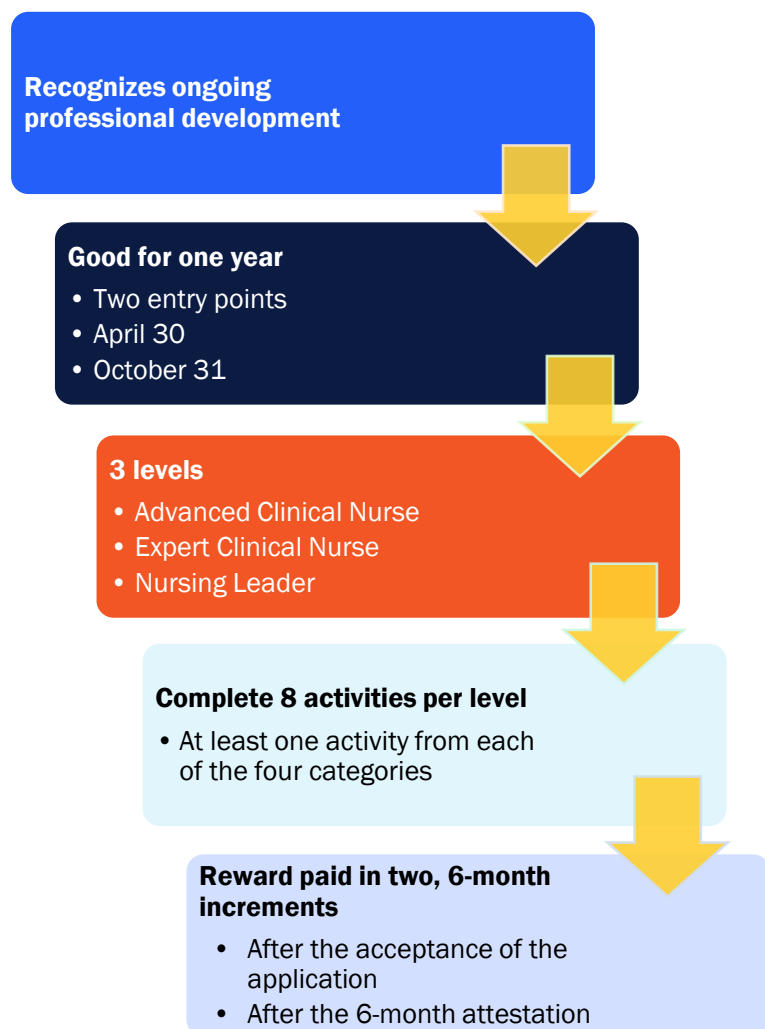 Recognizes ongoing
professional development
Good for one year
• Two entry points
• April 30
• October 31
3 levels
• Advanced Clinical Nurse
• Expert Clinical Nurse
• Nursing Leader
Complete 8 activities per level
• At least one activity from each
of the four categories
Reward paid in two, 6-month
increments
• After the acceptance of the
application
• After the 6-month attestation